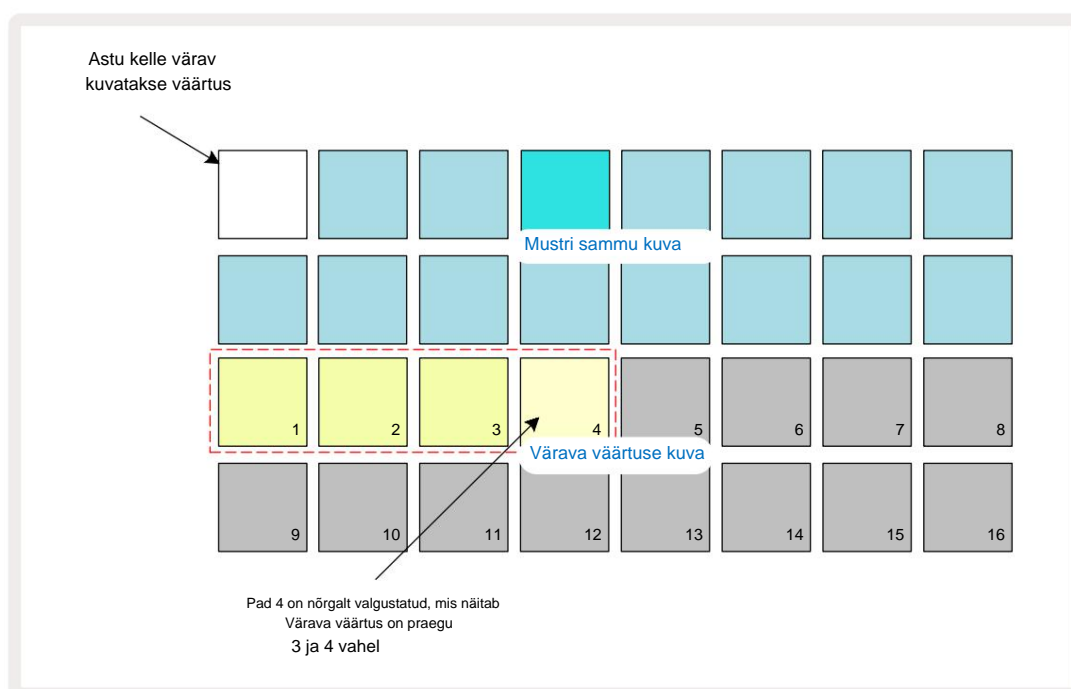 Astu kelle värav
kuvatakse väärtus
Mustri sammu kuva
1 2 3 4 5 6 7 8
Värava väärtuse kuva
9 10 11 12 13 14 15 16
Pad 4 on nõrgalt valgustatud, mis näitab
Värava väärtus on praegu
3 ja 4 vahel